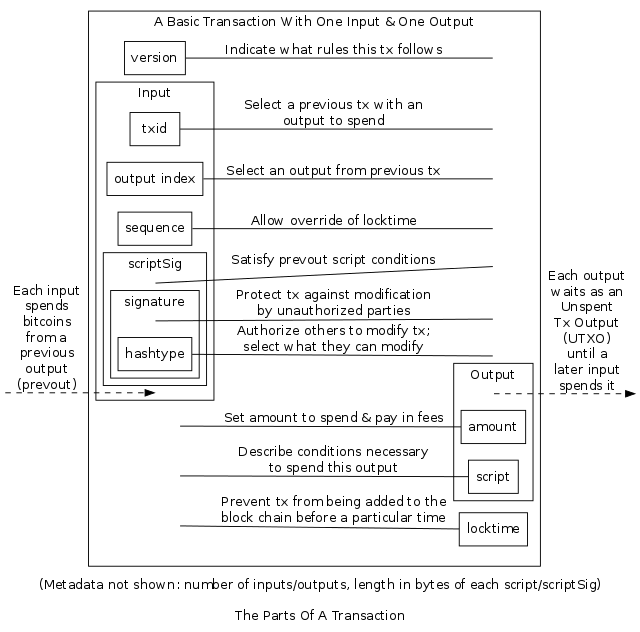 A Basic Transaction With One Input & One Output
version
Indicate what rules this tx follows
Input
txid
Select a previous tx with an
output to spend
output index
Select an output from previous tx
sequence
Allow override of locktime
scriptSig
Satisfy prevout script conditions
signature
Protect tx against modification
by unauthorized parties
hashtype
Authorize others to modify tx;
select what they can modify
Each input
spends
bitcoins
from a
previous
output
(prevout)
Each output
waits as an
Unspent
Tx Output
(UTXO)
until a
later input
spends it
Output
Set amount to spend & pay in fees
amount
Describe conditions necessary
to spend this output
script
Prevent tx from being added to the
block chain before a particular time
locktime
(Metadata not shown: number of inputs/outputs, length in bytes of each script/scriptSig)
The Parts Of A Transaction